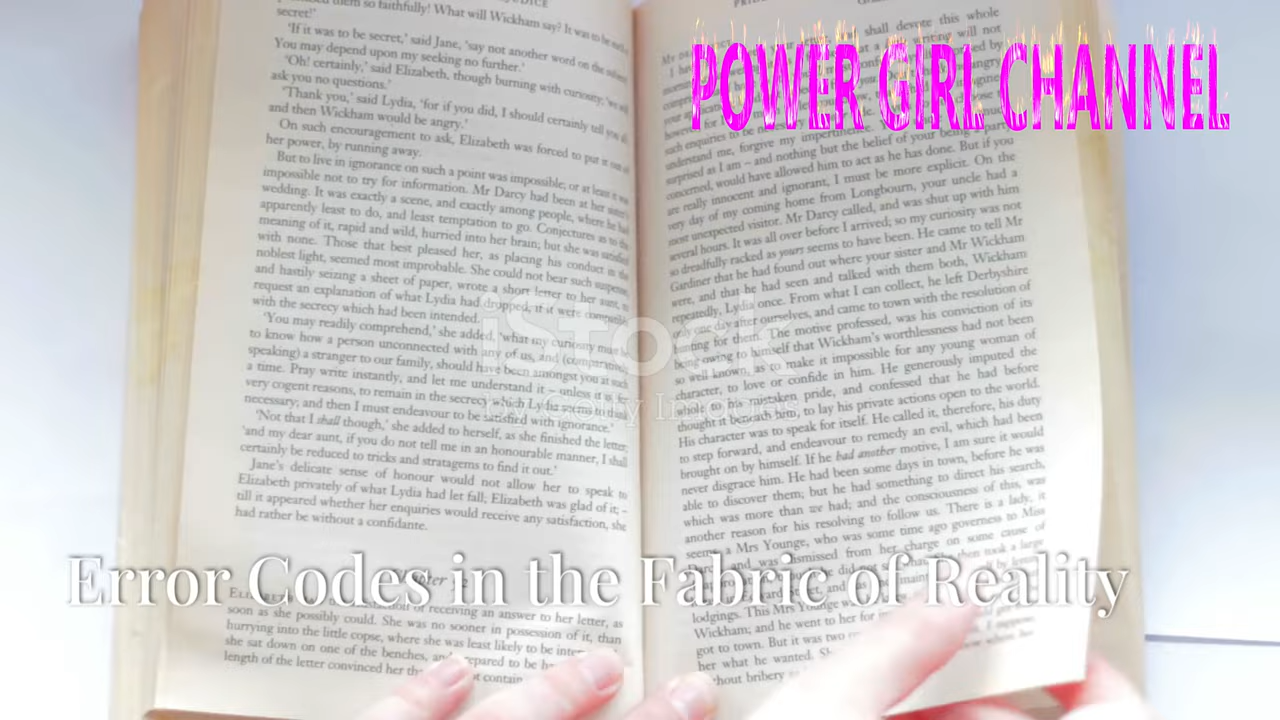 secret!'
'If it was to be secret,' said Jane, 'say not another word on the subject.
You may depend upon my seeking no further.'
'Oh! certainly,' said Elizabeth, though burning with curiosity; 'we will
ask you no questions.'
'Thank you,' said Lydia, 'for if you did, I should certainly tell you all,
and then Wickham would be angry.'
On such encouragement to ask, Elizabeth was forced to put it out of
her power, by running away.
But to live in ignorance on such a point was impossible; or at least it was
impossible not to try for information. Mr Darcy had been at her sister's
wedding. It was exactly a scene, and exactly among people, where he had
apparently least to do, and least temptation to go. Conjectures as to the
meaning of it, rapid and wild, hurried into her brain; but she was satisfied
with none. Those that best pleased her, as placing his conduct in the
noblest light, seemed most improbable. She could not bear such suspense,
and hastily seizing a sheet of paper, wrote a short letter to her aunt, to
request an explanation of what Lydia had dropped, if it were compatible
with the secrecy which had been intended.
'You may readily comprehend,' she added, 'what my curiosity must be
to know how a person unconnected with any of us, and (comparatively
speaking) a stranger to our family, should have been amongst you at such
a time. Pray write instantly, and let me understand it – unless it is, for
very cogent reasons, to remain in the secrecy which Lydia seems to think
necessary; and then I must endeavour to be satisfied with ignorance.'
'Not that I shall though,' she added to herself, as she finished the letter;
'and my dear aunt, if you do not tell me in an honourable manner, I shall
certainly be reduced to tricks and stratagems to find it out.'
Jane's delicate sense of honour would not allow her to speak to
Elizabeth privately of what Lydia had let fall; Elizabeth was glad of it; –
till it appeared whether her enquiries would receive any satisfaction, she
had rather be without a confidante.
of receiving an answer to her letter, as
soon as she possibly could. She was no sooner in possession of it, than
hurrying into the little copse, where she was least likely to be
she sat down on one of the benches, and prepared to be
length of the letter convinced her
POWER GIRL CHANNEL
shall devote this whole
writing will not
understand me, forgive my impertinence.
surprised as I am – and nothing but the belief of your being a party
concerned, would have allowed him to act as he has done. But if you
are really innocent and ignorant, I must be more explicit. On the
very day of my coming home from Longbourn, your uncle had a
most unexpected visitor. Mr Darcy called, and was shut up with him
several hours. It was all over before I arrived; so my curiosity was not
so dreadfully racked as yours seems to have been. He came to tell Mr
Gardiner that he had found out where your sister and Mr Wickham
were, and that he had seen and talked with them both, Wickham
repeatedly, Lydia once. From what I can collect, he left Derbyshire
only one day after ourselves, and came to town with the resolution of
hunting for them. The motive professed, was his conviction of its
being owing to himself that Wickham's worthlessness had not been
so well known, as to make it impossible for any young woman of
character, to love or confide in him. He generously imputed the
whole to his mistaken pride, and confessed that he had before
thought it beneath him, to lay his private actions open to the world.
His character was to speak for itself. He called it, therefore, his duty
to step forward, and endeavour to remedy an evil, which had been
brought on by himself. If he had another motive, I am sure it would
never disgrace him. He had been some days in town, before he was
able to discover them; but he had something to direct his search,
which was more than we had; and the consciousness of this, was
another reason for his resolving to follow us. There is a lady, it
seems, a Mrs Younge, who was some time ago governess to Miss
Darcy, and was dismissed from her charge on some cause of
lodgings. This Mrs Younge
Wickham; and he went to her for
got to town. But it was two
her what he wanted. She
without bribery
iStock
by Getty Images
Error Codes in the Fabric of Reality